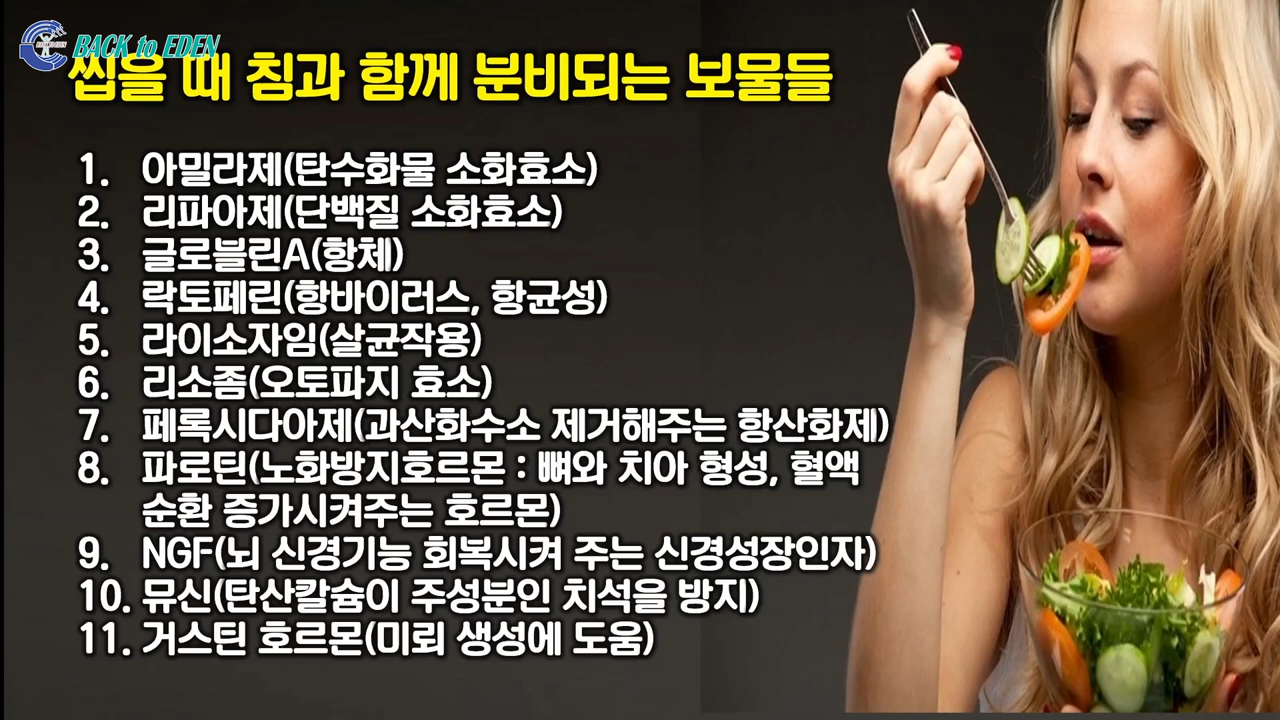 BACK to EDEN
씹을 때 침과 함께 분비되는 보물들
1. 아밀라제(탄수화물 소화효소)
2. 리파아제(단백질 소화효소)
3. 글로블린A(항체)
4. 락토페린(항바이러스, 항균성)
5. 라이소자임(살균작용)
6. 리소좀(오토파지 효소)
7. 페록시다아제(과산화수소 제거해주는 항산화제)
8. 파로틴(노화방지호르몬 : 뼈와 치아 형성, 혈액
순환 증가시켜주는 호르몬)
9. NGF(뇌 신경기능 회복시켜 주는 신경성장인자)
10. 뮤신(탄산칼슘이 주성분인 치석을 방지)
11. 거스틴 호르몬(미뢰 생성에 도움)